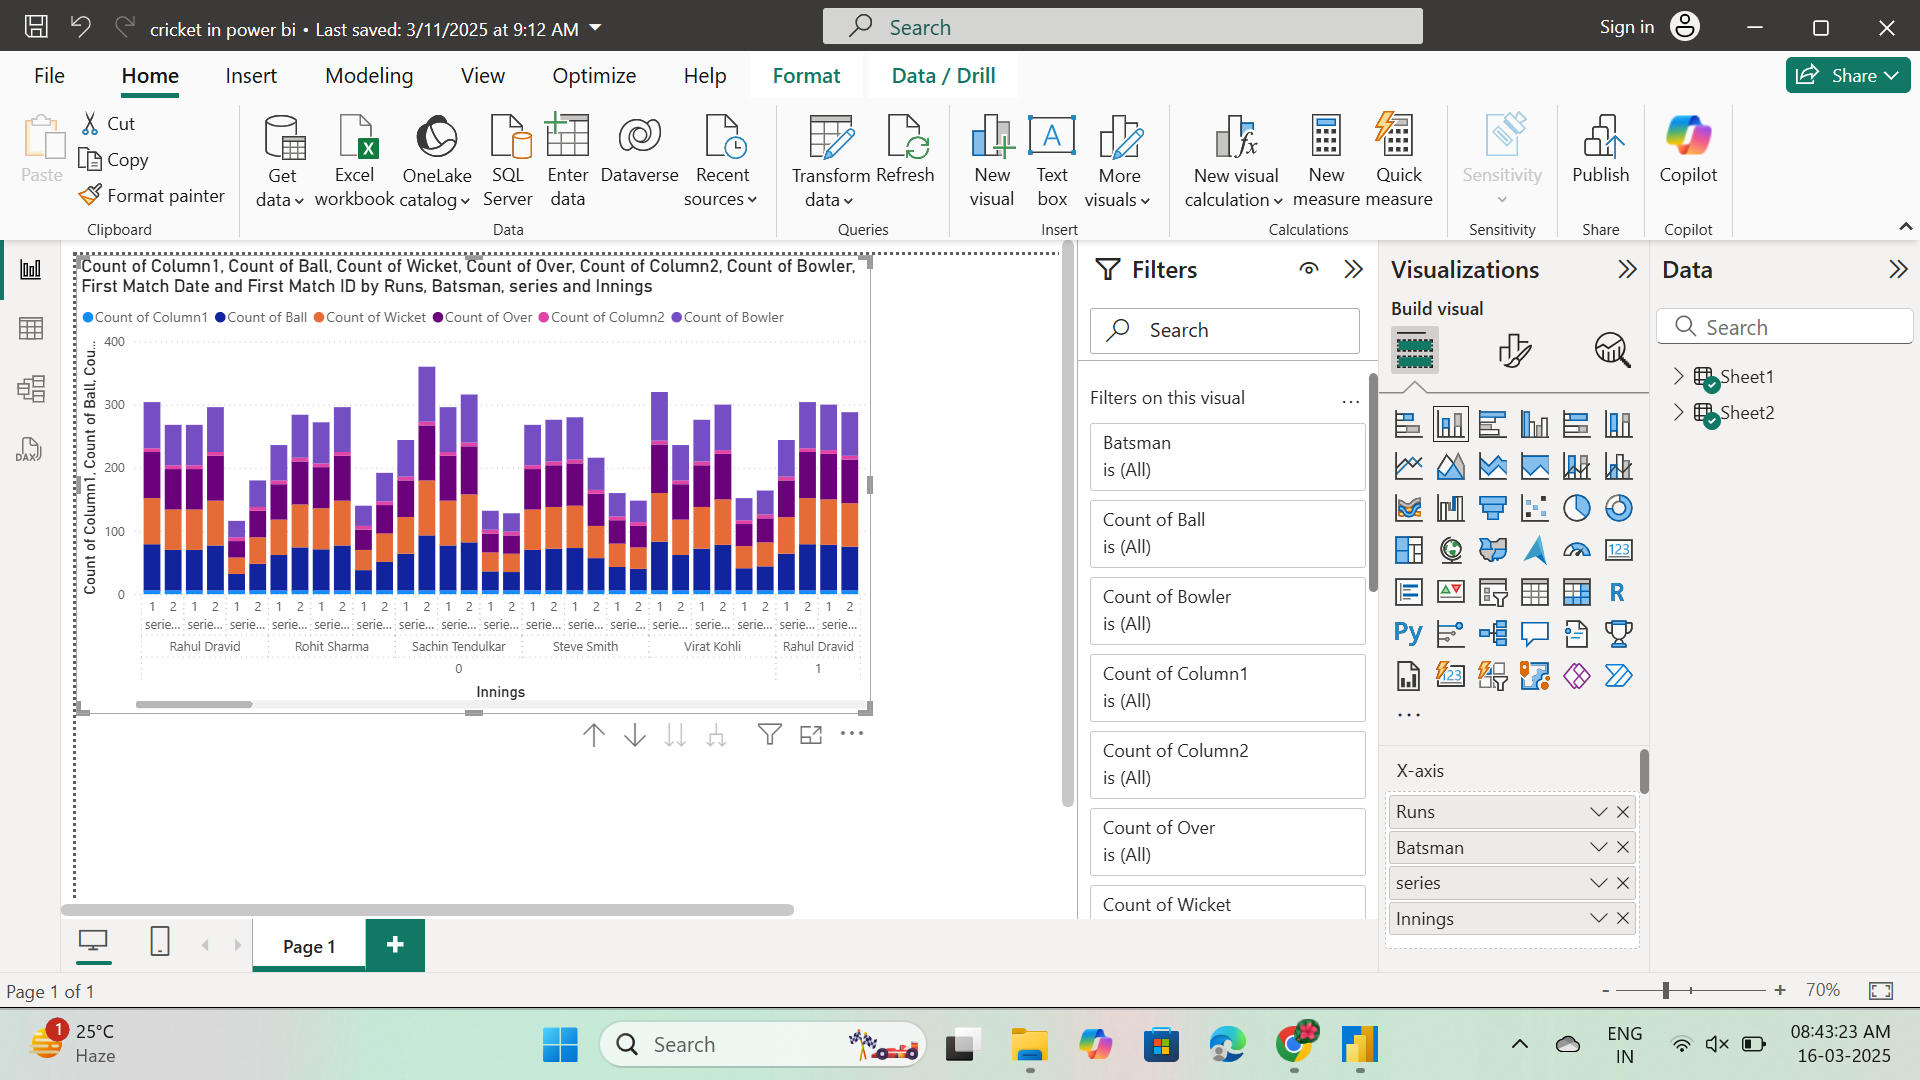 cricket in power bi • Last saved: 3/11/2025 at 9:12 AM
Search
Sign in
File
Home
Insert
Modeling
View
Optimize
Help
Format
Data / Drill
Share
Paste
Cut
Copy
Format painter
Clipboard
Get
data
Excel
workbook
OneLake
catalog
SQL
Server
Enter
data
Dataverse
Recent
sources
Data
Transform
data
Refresh
Queries
New
visual
Text
box
More
visuals
Insert
New visual
calculation
New
measure
Quick
measure
Calculations
Sensitivity
Sensitivity
Publish
Share
Copilot
Copilot
Count of Column1, Count of Ball, Count of Wicket, Count of Over, Count of Column2, Count of Bowler,
First Match Date and First Match ID by Runs, Batsman, series and Innings
Count of Column1 Count of Ball Count of Wicket Count of Over Count of Column2 Count of Bowler
Count of Column1, Count of Ball, Cou...
400
300
200
100
0
1 2 1 2 1 2 1 2 1 2 1 2 1 2 1 2 1 2 1 2 1 2 1 2 1 2 1 2 1 2 1 2 1 2
serie... serie... serie... serie... serie... serie... serie... serie... serie... serie... serie... serie... serie... serie... serie... serie... serie...
Rahul Dravid Rohit Sharma Sachin Tendulkar Steve Smith Virat Kohli Rahul Dravid
0 1
Innings
Filters
Search
Filters on this visual
Batsman
is (All)
Count of Ball
is (All)
Count of Bowler
is (All)
Count of Column1
is (All)
Count of Column2
is (All)
Count of Over
is (All)
Count of Wicket
Visualizations
Build visual
123
R
Py
123
X-axis
Runs
Batsman
series
Innings
Data
Search
Sheet1
Sheet2
DAX
Page 1
Page 1 of 1
- + 70%
1
25°C
Haze
Search
ENG
IN
08:43:23 AM
16-03-2025